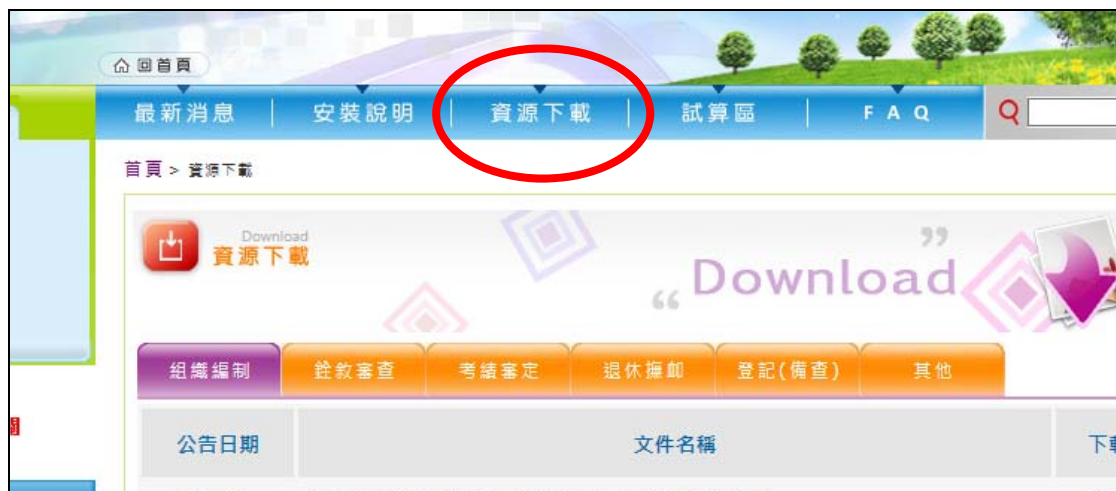 回首頁
最新消息 安裝說明 資源下載 試算區 FAQ
首頁 > 資源下載
Download
資源下載
” Download “
組織編制 銓敘審查 考績審定 退休撫卹 登記(備查) 其他
公告日期 文件名稱 下